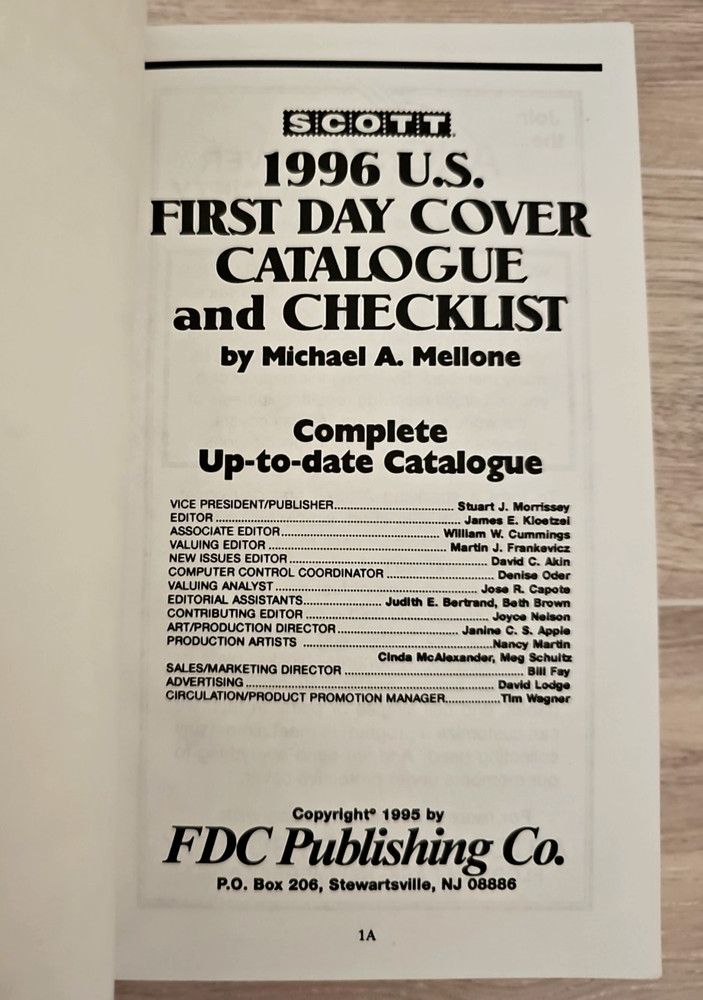 SCOTT
1996 U.S.
FIRST DAY COVER
CATALOGUE
and CHECKLIST
by Michael A. Mellone
Complete
Up-to-date Catalogue
VICE PRESIDENT/PUBLISHER.............................. Stuart J. Morrissey
EDITOR .............................................................. James E. Kloetzel
ASSOCIATE EDITOR......................................... William W. Cummings
VALUING EDITOR ............................................. Martin J. Frankevicz
NEW ISSUES EDITOR.................................................. David C. Akin
COMPUTER CONTROL COORDINATOR ........................... Denise Oder
VALUING ANALYST .................................................... Jose R. Capote
EDITORIAL ASSISTANTS.................... Judith E. Bertrand, Beth Brown
CONTRIBUTING EDITOR ............................................... Joyce Nelson
ART/PRODUCTION DIRECTOR............................... Janine C. S. Apple
PRODUCTION ARTISTS ................................................Nancy Martin
Cinda McAlexander, Meg Schultz
SALES/MARKETING DIRECTOR ............................................. Bill Fay
ADVERTISING .............................................................. David Lodge
CIRCULATION/PRODUCT PROMOTION MANAGER..............Tim Wagner
Copyright© 1995 by
FDC Publishing Co.
P.O. Box 206, Stewartsville, NJ 08886
1A